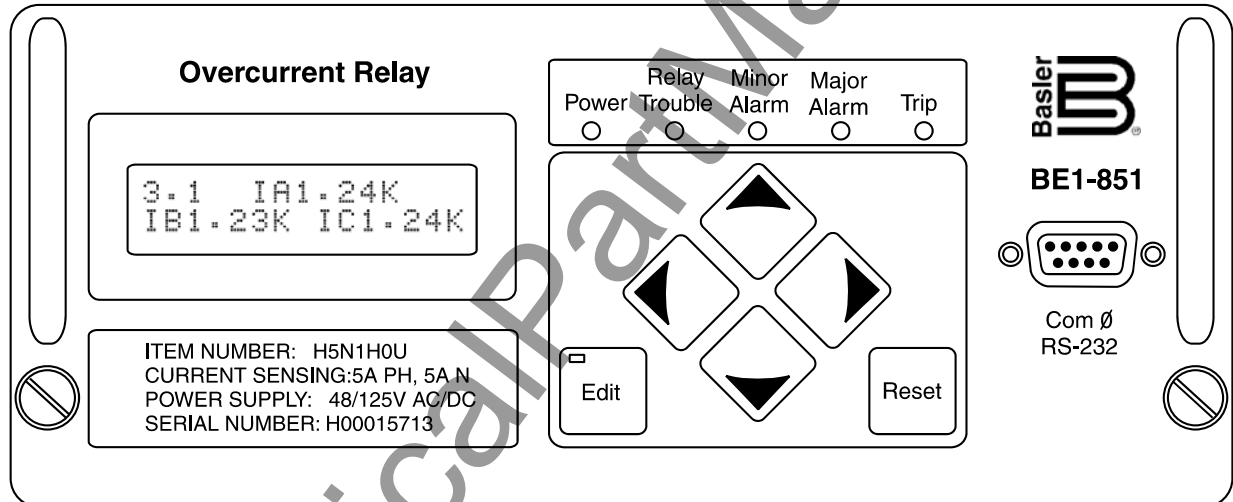 Overcurrent Relay
3.1 IA1.24K
IB1.23K IC1.24K
ITEM NUMBER: H5N1H0U
CURRENT SENSING:5A PH, 5A N
POWER SUPPLY: 48/125V AC/DC
SERIAL NUMBER: H00015713
Power
Relay Trouble
Minor Alarm
Major Alarm
Trip
Edit
Reset
Basler
B
BE1-851
Com Ø
RS-232